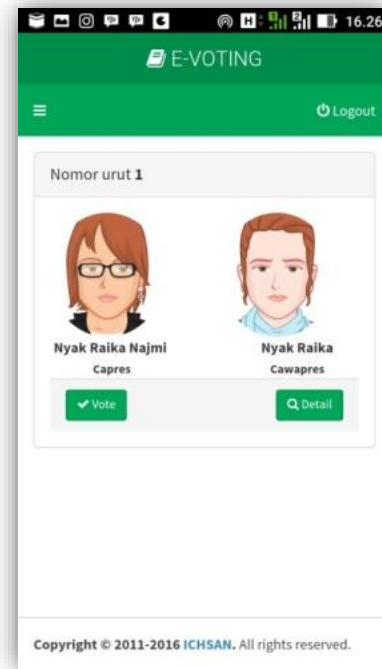 16.26
E-VOTING
Logout
Nomor urut 1
Nyak Raika Najmi
Capres
Nyak Raika
Cawapres
Vote
Detail
Copyright © 2011-2016 ICHSAN. All rights reserved.